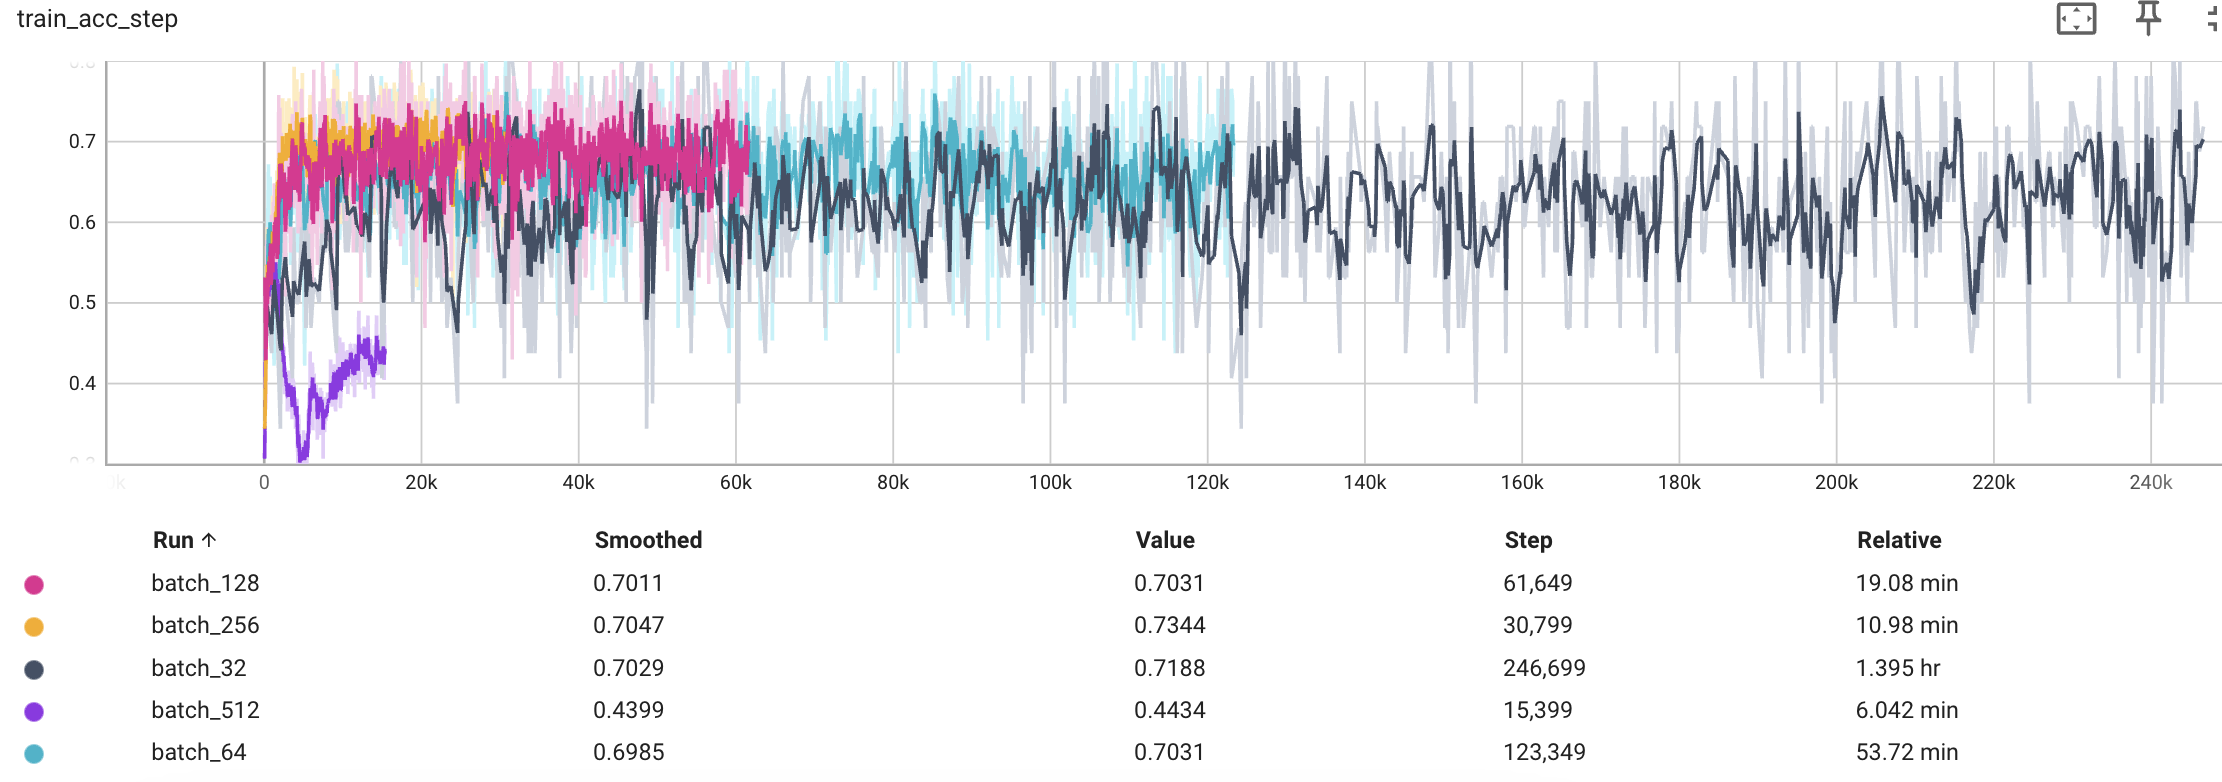 train_acc_step
0.7
0.6
0.5
0.4
0 20k 40k 60k 80k 100k 120k 140k 160k 180k 200k 220k 240k
Run ↑ Smoothed Value Step Relative
batch_128 0.7011 0.7031 61,649 19.08 min
batch_256 0.7047 0.7344 30,799 10.98 min
batch_32 0.7029 0.7188 246,699 1.395 hr
batch_512 0.4399 0.4434 15,399 6.042 min
batch_64 0.6985 0.7031 123,349 53.72 min